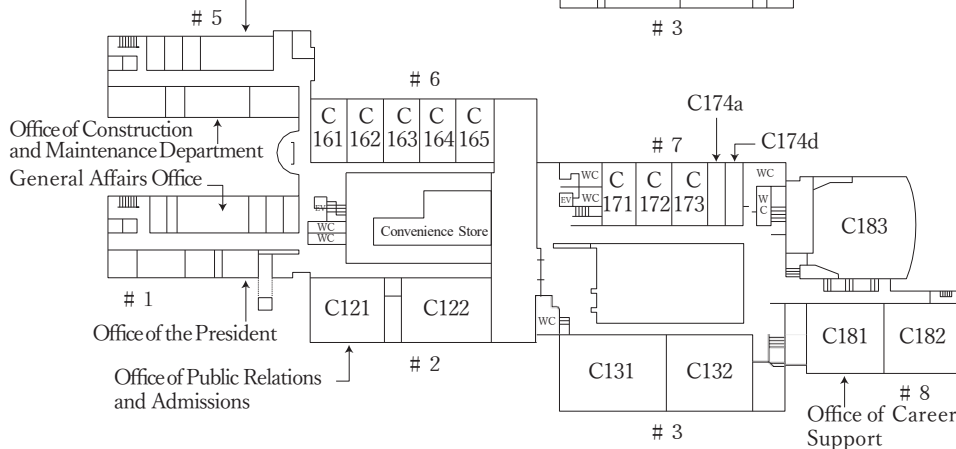 # 5
# 3
# 6
C
161
C
162
C
163
C
164
C
165
C174a
C174d
# 7
Office of Construction
and Maintenance Department
General Affairs Office
WC
WC
EV
C
171
C
172
C
173
WC
W
C
C183
EV
WC
WC
Convenience Store
# 1
Office of the President
C121
C122
WC
# 2
Office of Public Relations
and Admissions
C131
C132
# 3
C181
C182
# 8
Office of Career
Support